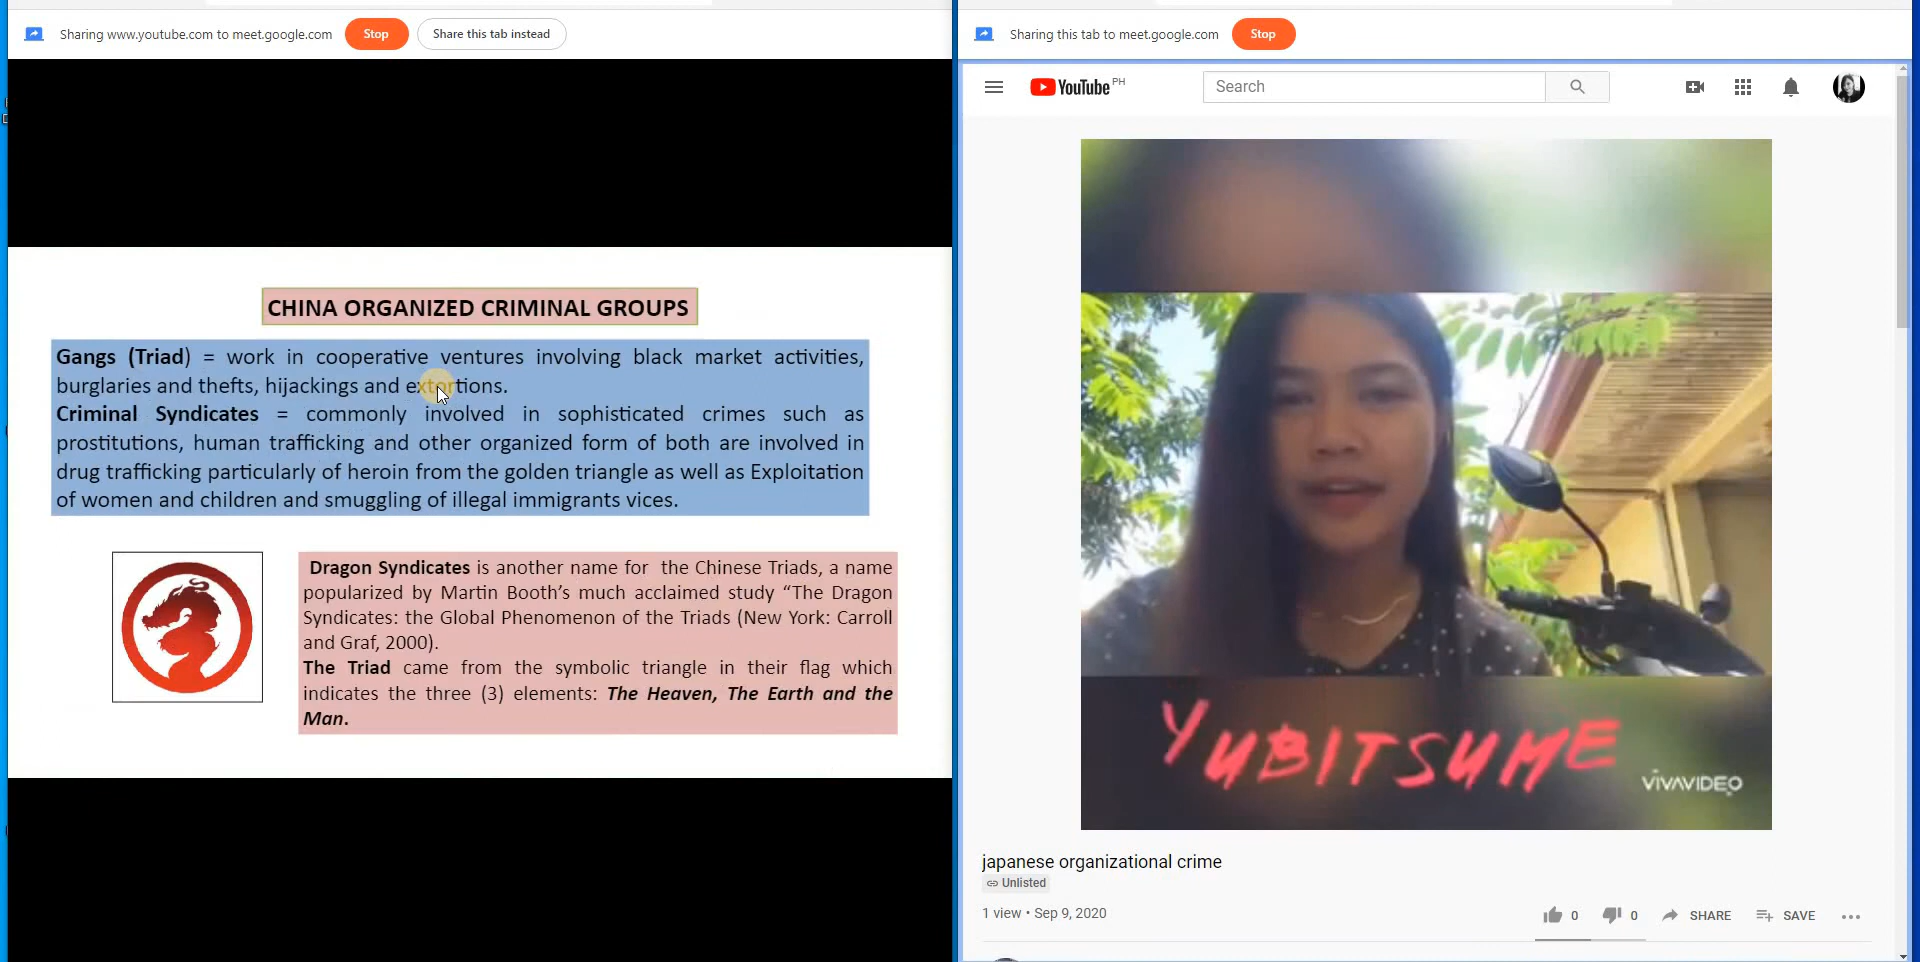 Sharing www.youtube.com to meet.google.com Stop Share this tab instead
CHINA ORGANIZED CRIMINAL GROUPS
Gangs (Triad) = work in cooperative ventures involving black market activities,
burglaries and thefts, hijackings and extortions.
Criminal Syndicates = commonly involved in sophisticated crimes such as
prostitutions, human trafficking and other organized form of both are involved in
drug trafficking particularly of heroin from the golden triangle as well as Exploitation
of women and children and smuggling of illegal immigrants vices.
Dragon Syndicates is another name for the Chinese Triads, a name
popularized by Martin Booth's much acclaimed study “The Dragon
Syndicates: the Global Phenomenon of the Triads (New York: Carroll
and Graf, 2000).
The Triad came from the symbolic triangle in their flag which
indicates the three (3) elements: The Heaven, The Earth and the
Man.
Sharing this tab to meet.google.com Stop
YouTube PH
Search
YUBITSUME
VIVAVIDEO
japanese organizational crime
Unlisted
1 view • Sep 9, 2020
0 0 SHARE SAVE